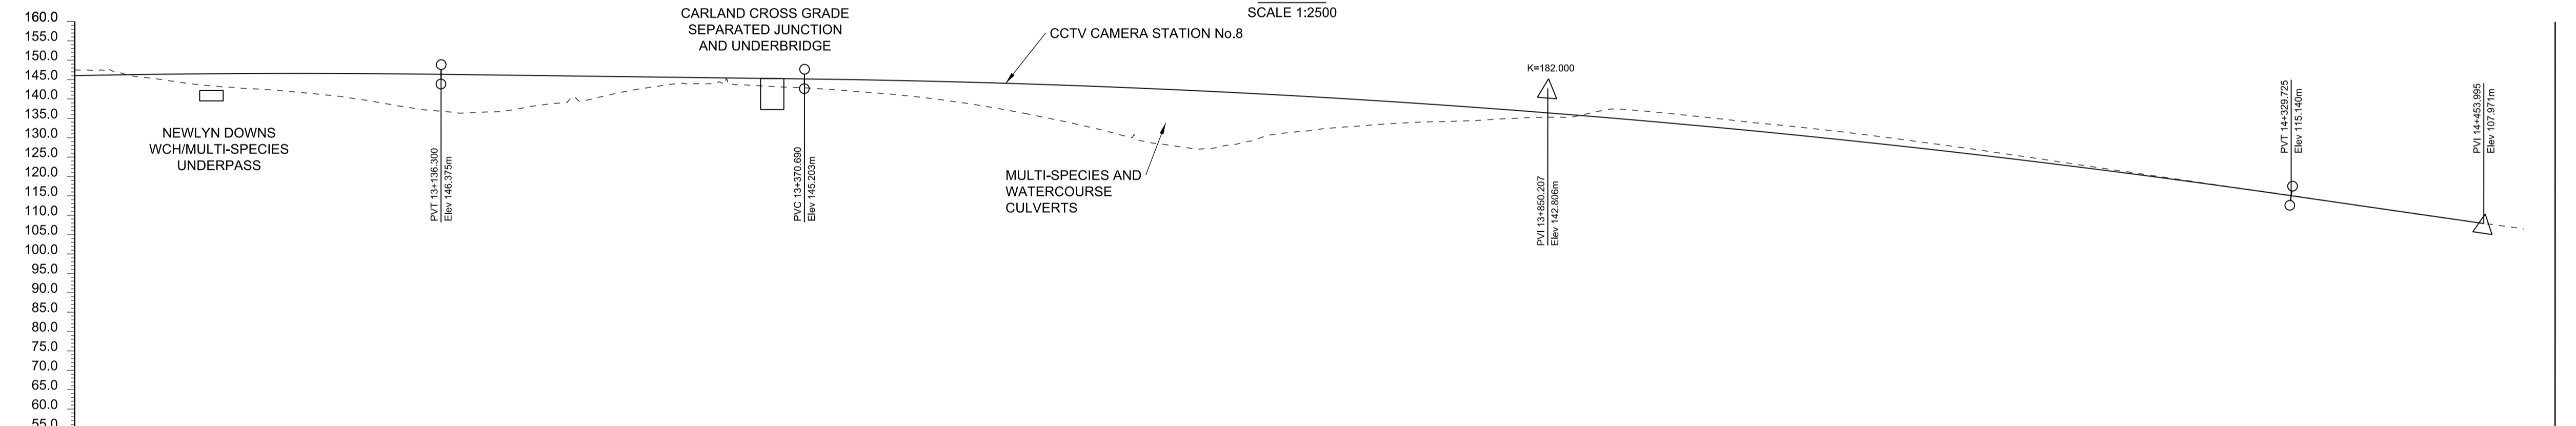 SCALE 1:2500
160.0
155.0
150.0
145.0
140.0
135.0
130.0
125.0
120.0
115.0
110.0
105.0
100.0
95.0
90.0
85.0
80.0
75.0
70.0
65.0
60.0
55.0
NEWLYN DOWNS
WCH/MULTI-SPECIES
UNDERPASS
PVT 13+136.300
Elev 146.375m
CARLAND CROSS GRADE
SEPARATED JUNCTION
AND UNDERBRIDGE
PVC 13+370.690
Elev 145.203m
CCTV CAMERA STATION No.8
MULTI-SPECIES AND
WATERCOURSE
CULVERTS
K=182.000
PVI 13+850.207
Elev 142.806m
PVT 14+329.725
Elev 115.140m
PVI 14+453.995
Elev 107.971m